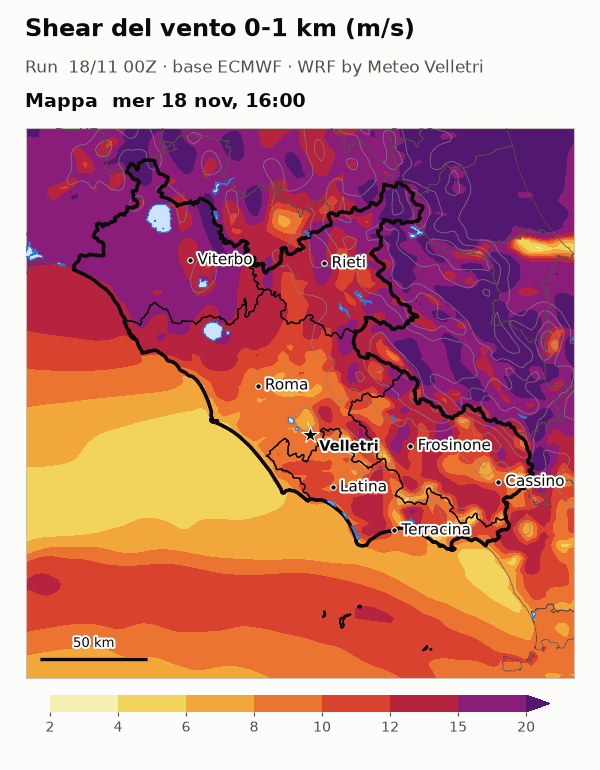 Shear del vento 0-1 km (m/s)
Run  18/11 00Z · base ECMWF · WRF by Meteo Velletri
Mappa  mer 18 nov, 16:00
Viterbo
Rieti
Roma
Velletri
Frosinone
Latina
Cassino
Terracina
50 km
2 4 6 8 10 12 15 20